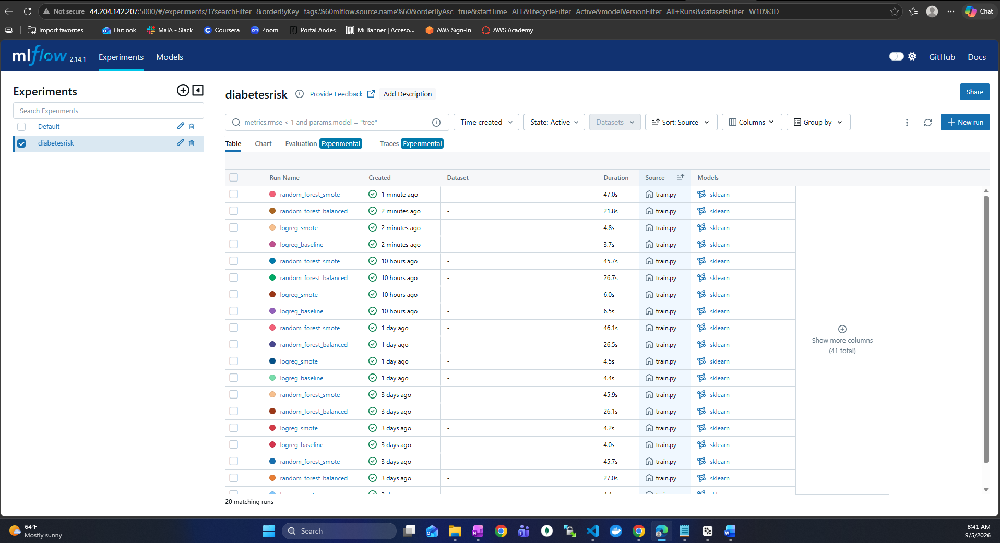 Not secure 44.204.142.207:5000/#/experiments/1?searchFilter=&orderByKey=tags.%60mlflow.source.name%60&orderByAsc=true&startTime=ALL&lifecycleFilter=Active&modelVersionFilter=All+Runs&datasetsFilter=W10%3D Chat
Import favorites Outlook MaIA - Slack Coursera Zoom Portal Andes Mi Banner | Acceso... AWS Sign-In AWS Academy
mlflow 2.14.1 Experiments Models GitHub Docs
Experiments
Search Experiments
Default
diabetesrisk
diabetesrisk Provide Feedback Add Description Share
metrics.rmse < 1 and params.model = "tree" Time created State: Active Datasets Sort: Source Columns Group by New run
Table Chart Evaluation Experimental Traces Experimental
Run Name Created Dataset Duration Source Models
random_forest_smote 1 minute ago - 47.0s train.py sklearn
random_forest_balanced 2 minutes ago - 21.8s train.py sklearn
logreg_smote 2 minutes ago - 4.8s train.py sklearn
logreg_baseline 2 minutes ago - 3.7s train.py sklearn
random_forest_smote 10 hours ago - 45.7s train.py sklearn
random_forest_balanced 10 hours ago - 26.7s train.py sklearn
logreg_smote 10 hours ago - 6.0s train.py sklearn
logreg_baseline 10 hours ago - 6.5s train.py sklearn
random_forest_smote 1 day ago - 46.1s train.py sklearn
random_forest_balanced 1 day ago - 26.5s train.py sklearn
logreg_smote 1 day ago - 4.5s train.py sklearn
logreg_baseline 1 day ago - 4.4s train.py sklearn
random_forest_smote 3 days ago - 45.9s train.py sklearn
random_forest_balanced 3 days ago - 26.1s train.py sklearn
logreg_smote 3 days ago - 4.2s train.py sklearn
logreg_baseline 3 days ago - 4.0s train.py sklearn
random_forest_smote 3 days ago - 45.7s train.py sklearn
random_forest_balanced 3 days ago - 27.0s train.py sklearn
Show more columns
(41 total)
20 matching runs
64°F
Mostly sunny
Search
8:41 AM
9/5/2026